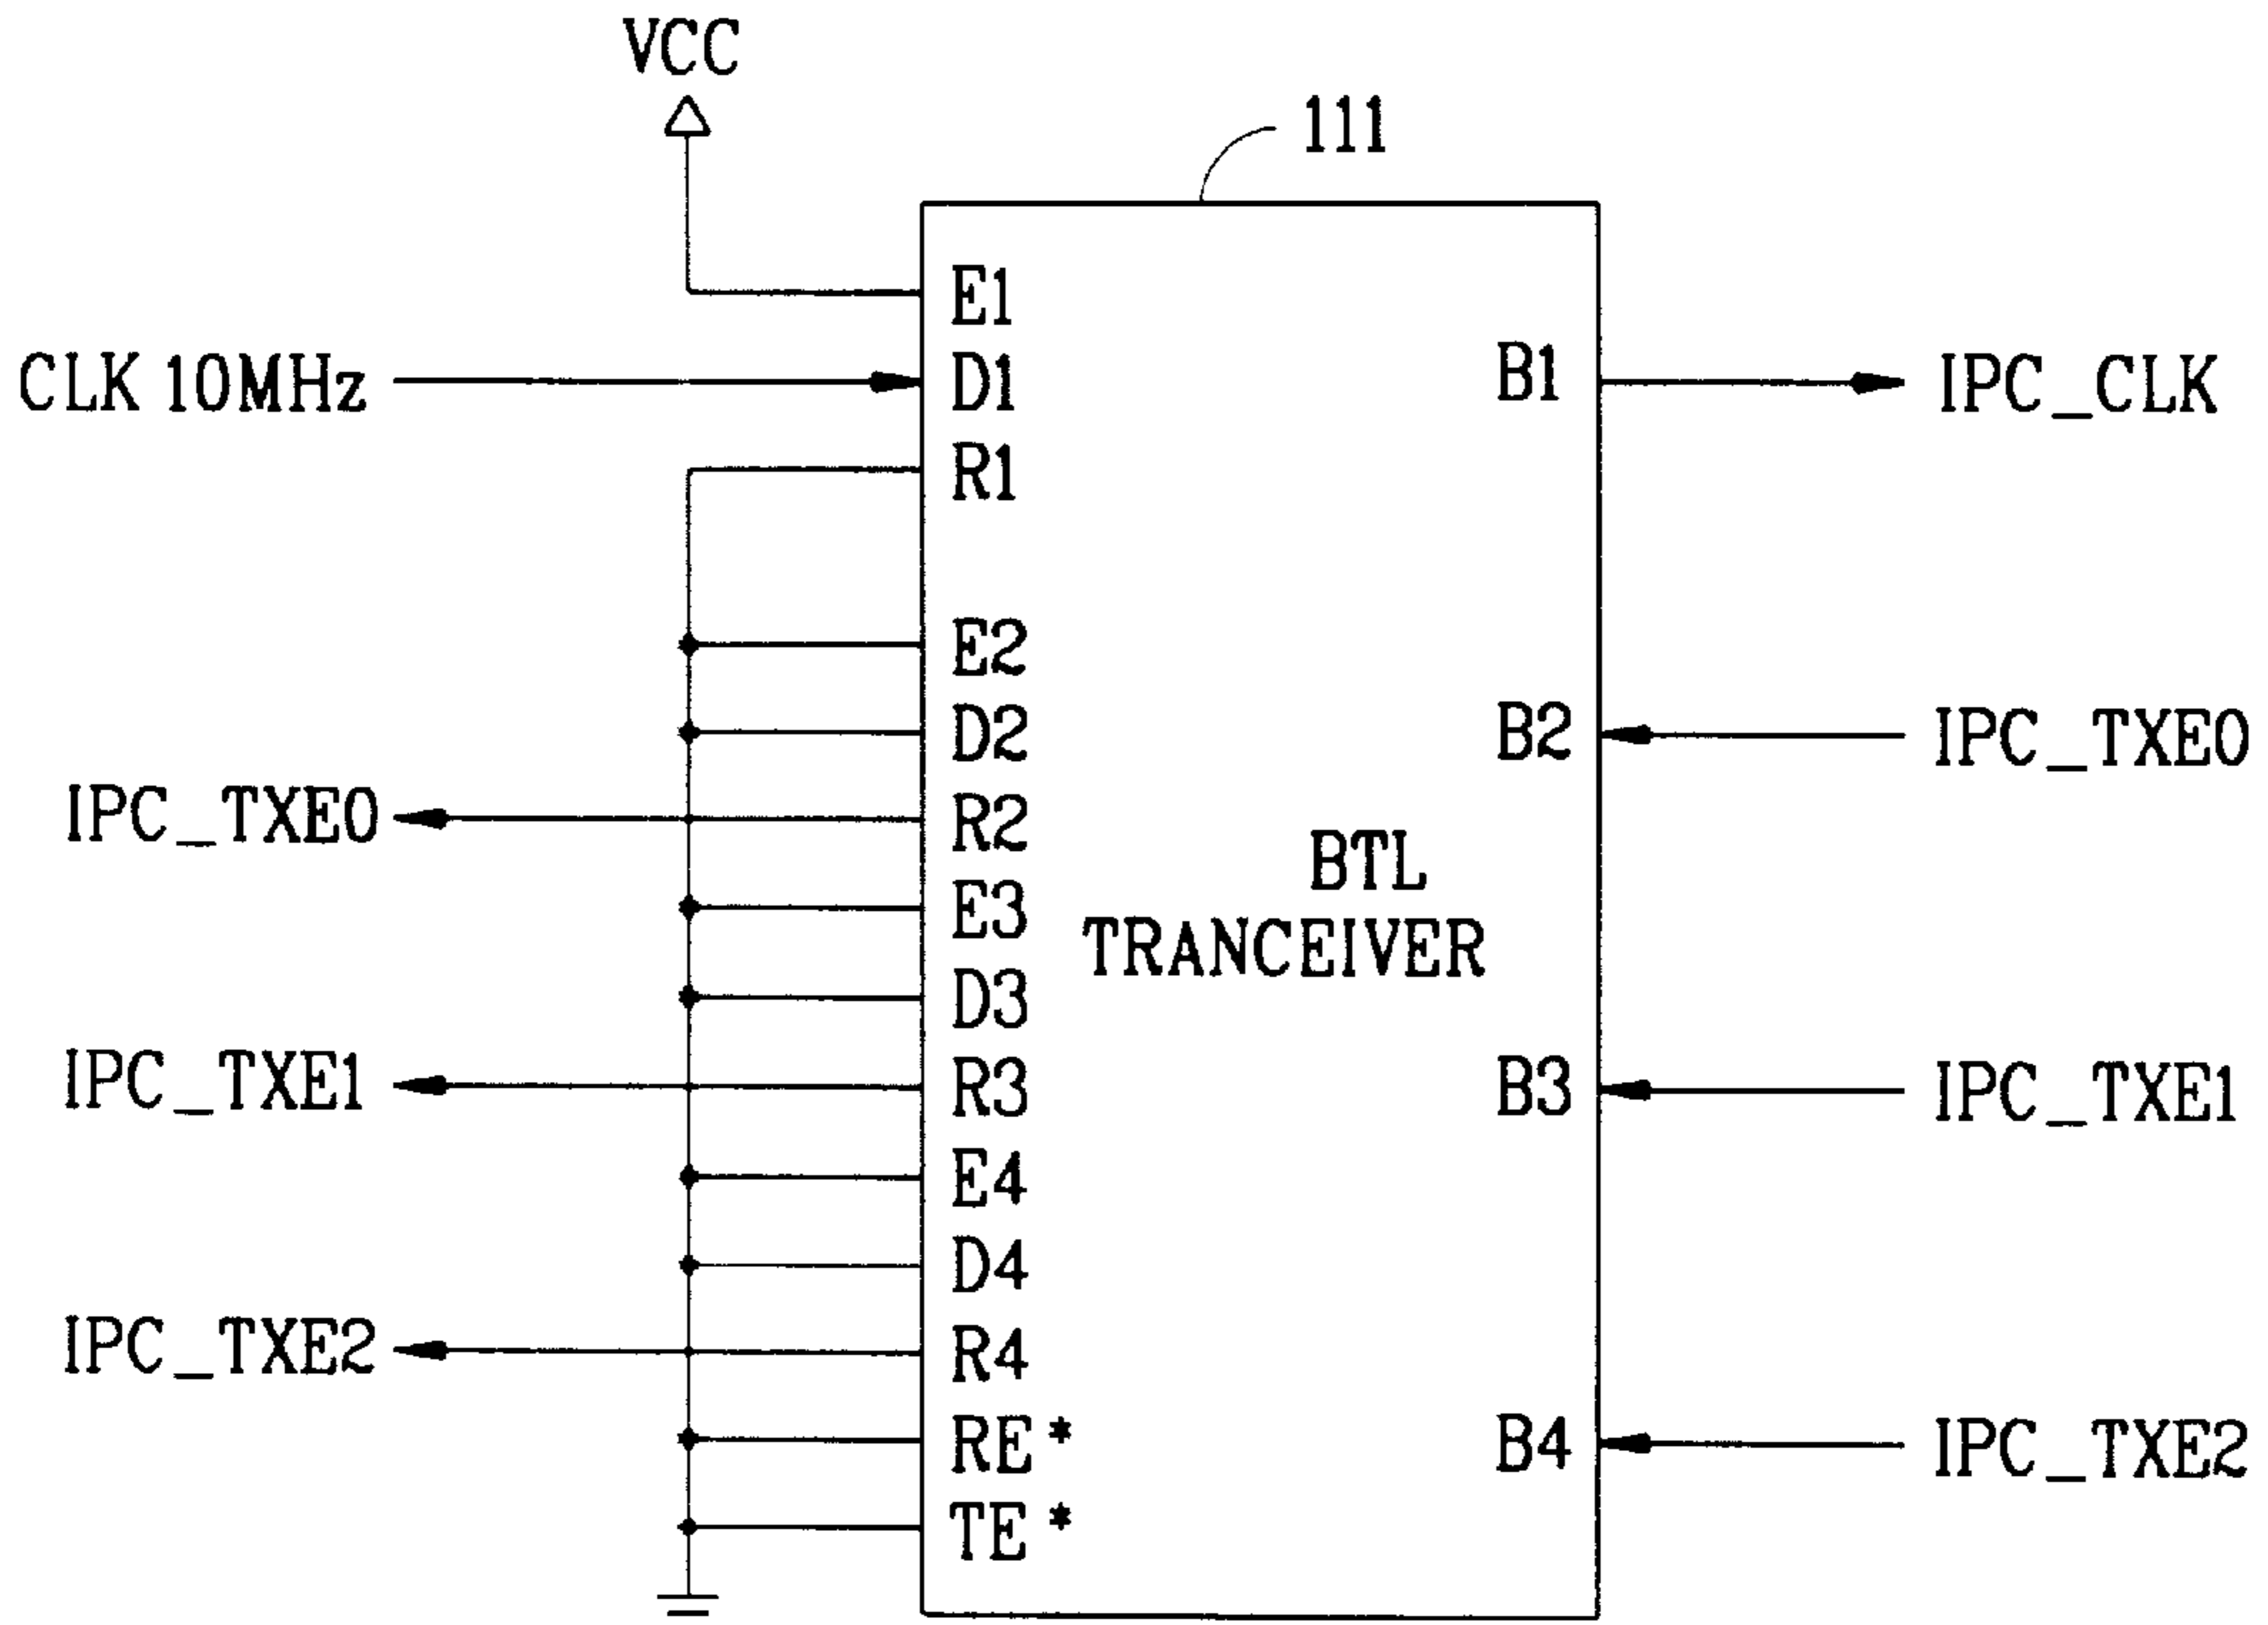 VCC
111
E1
CLK 10MHz
D1
B1
IPC_CLK
R1
E2
D2
B2
IPC_TXE0
IPC_TXE0
R2
BTL
TRANCEIVER
E3
D3
IPC_TXE1
R3
B3
IPC_TXE1
E4
D4
IPC_TXE2
R4
RE*
B4
IPC_TXE2
TE*